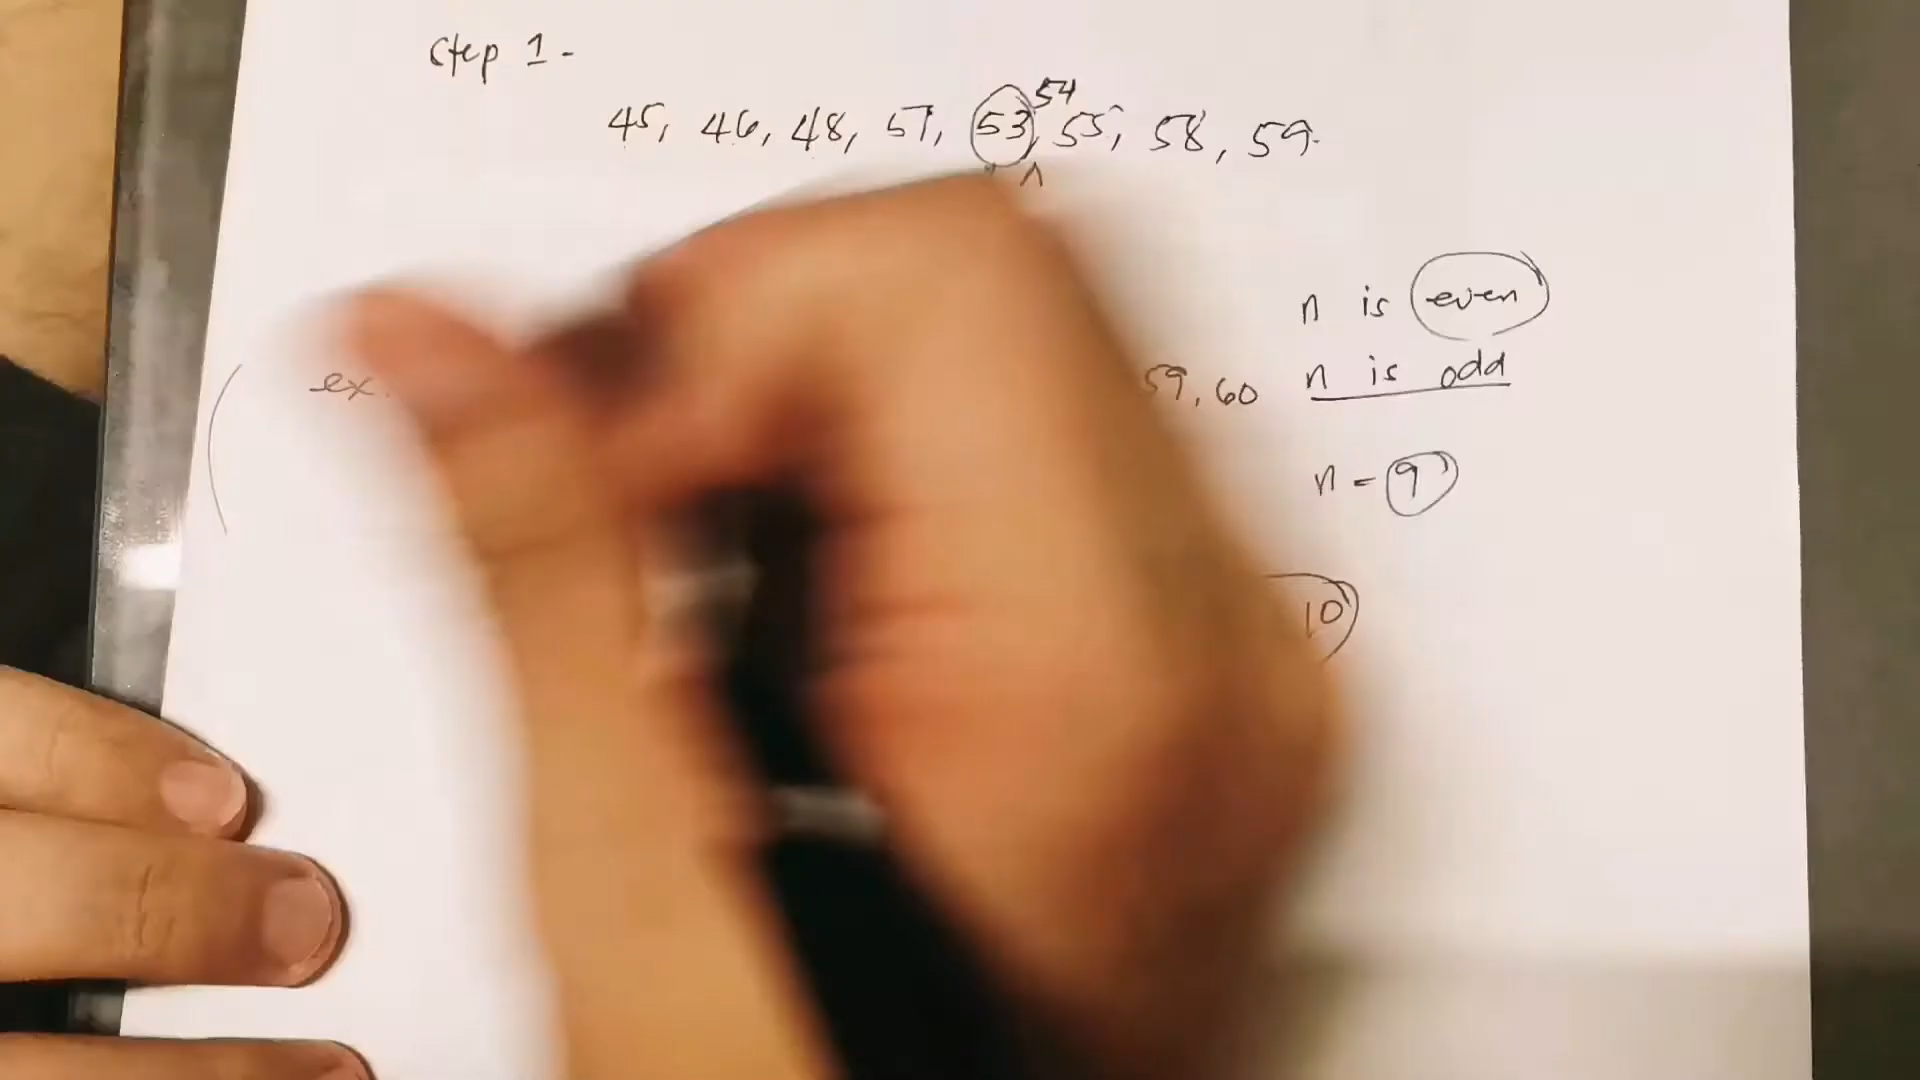 Step 1-
54
45, 46, 48, 51, 53, 55, 58, 59.
^
n is even
ex. 59, 60 n is odd
n = 9
10